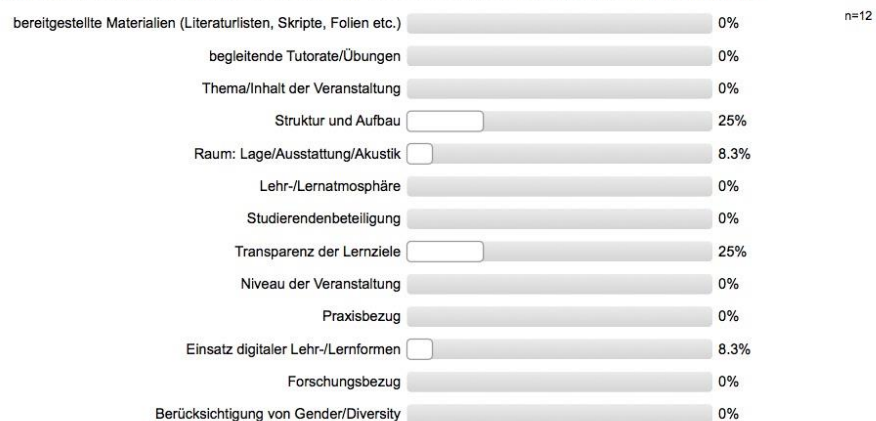 bereitgestellte Materialien (Literaturlisten, Skripte, Folien etc.) 0% n=12
begleitende Tutorate/Übungen 0%
Thema/Inhalt der Veranstaltung 0%
Struktur und Aufbau 25%
Raum: Lage/Ausstattung/Akustik 8.3%
Lehr-/Lernatmosphäre 0%
Studierendenbeteiligung 0%
Transparenz der Lernziele 25%
Niveau der Veranstaltung 0%
Praxisbezug 0%
Einsatz digitaler Lehr-/Lernformen 8.3%
Forschungsbezug 0%
Berücksichtigung von Gender/Diversity 0%